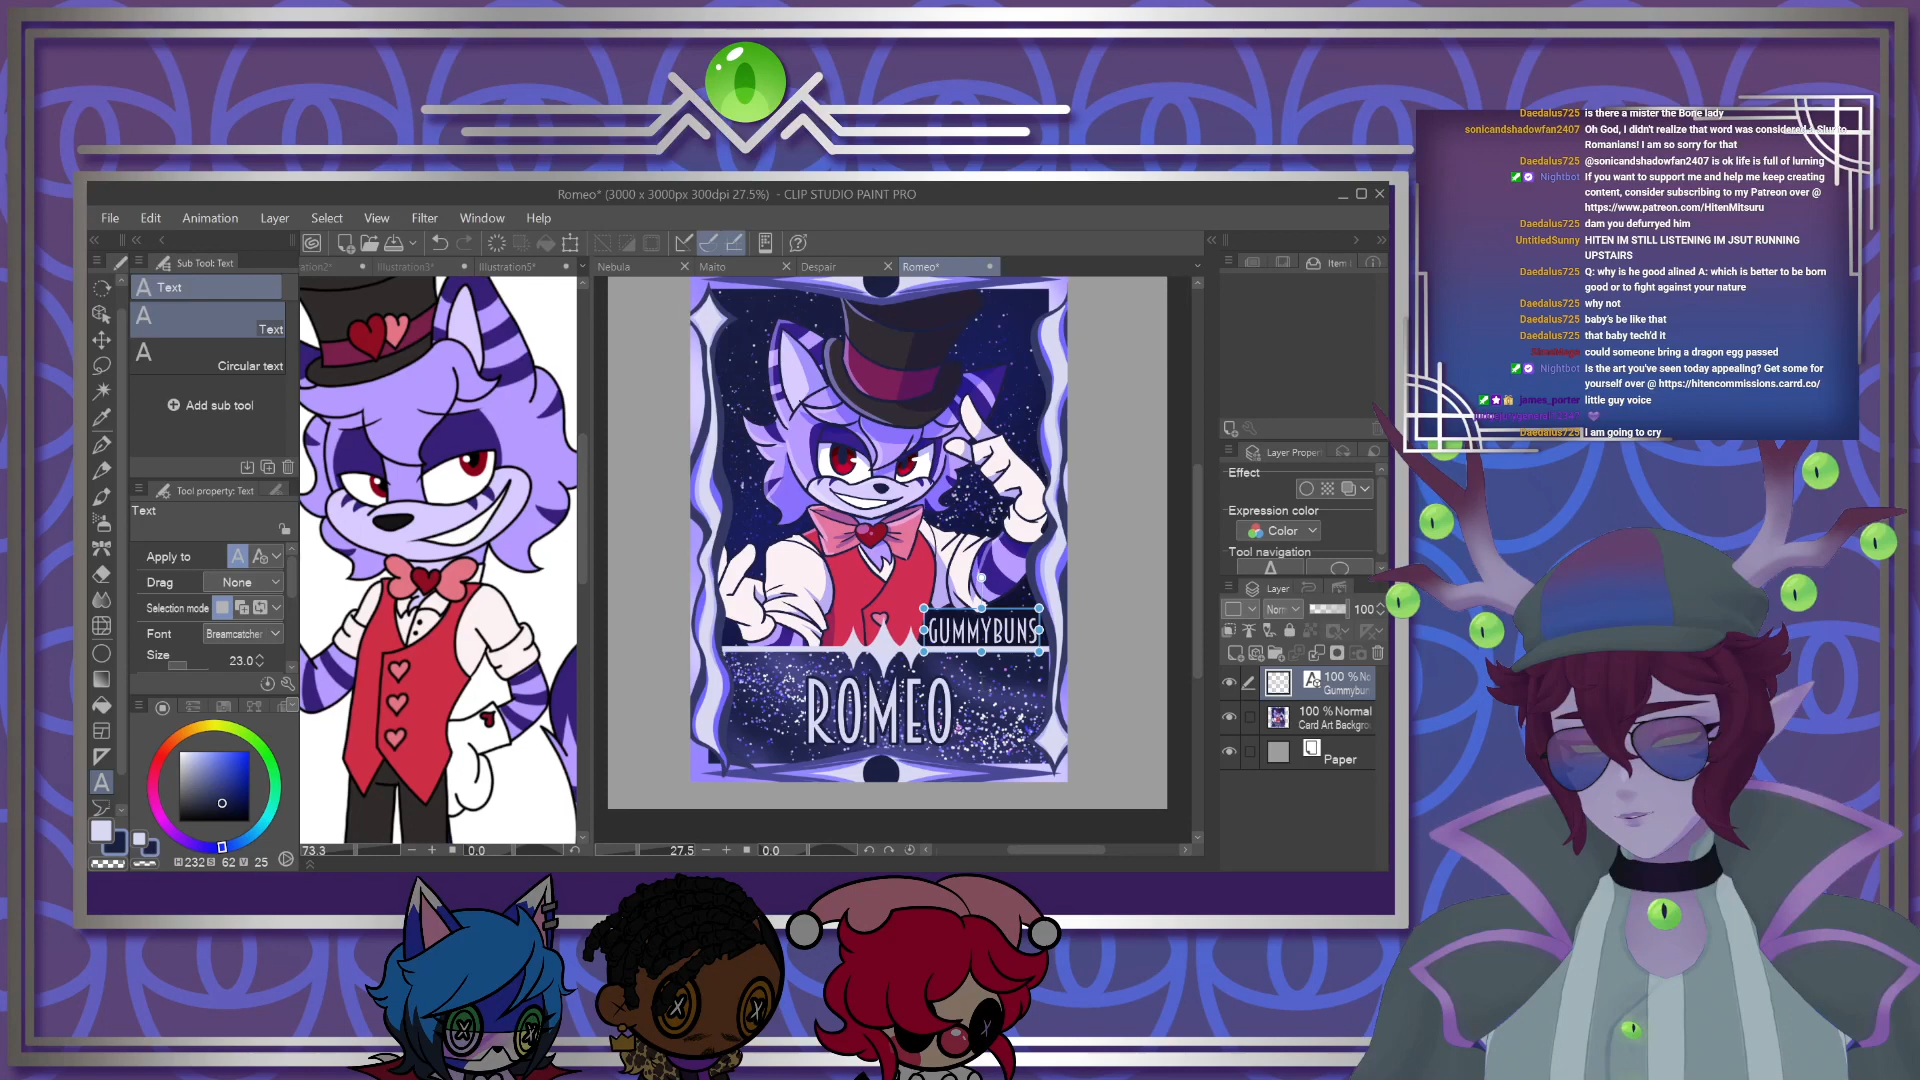 Romeo* (3000 x 3000px 300dpi 27.5%) - CLIP STUDIO PAINT PRO
File Edit Animation Layer Select View Filter Window Help
Sub Tool: Text
Text
Text
Circular text
Add sub tool
Tool property: Text
Text
Apply to
Drag None
Selection mode
Font Breamcatcher
Size 23.0
H 232 S 62 V 25
Illustration3* Illustration5* Nebula Maito Despair Romeo*
GUMMYBUNS
ROMEO
73.3 0.0
27.5 0.0
Item
Layer Proper
Effect
Expression color
Color
Tool navigation
Layer
Norm 100
100 % No
Gummybun
100 % Normal
Card Art Backgro
Paper
Daedalus725 is there a mister the Bone lady
sonicandshadowfan2407 Oh God, I didn't realize that word was considered a Slur to
Romanians! I am so sorry for that
Daedalus725 @sonicandshadowfan2407 is ok life is full of lurning
Nightbot If you want to support me and help me keep creating
content, consider subscribing to my Patreon over @
https://www.patreon.com/HitenMitsuru
Daedalus725 dam you defurryed him
UntitledSunny HITEN IM STILL LISTENING IM JSUT RUNNING
UPSTAIRS
Daedalus725 Q: why is he good alined A: which is better to be born
good or to fight against your nature
Daedalus725 why not
Daedalus725 baby's be like that
Daedalus725 that baby tech'd it
could someone bring a dragon egg passed
Nightbot Is the art you've seen today appealing? Get some for
yourself over @ https://hitencommissions.carrd.co/
james_porter little guy voice
Daedalus725 I am going to cry